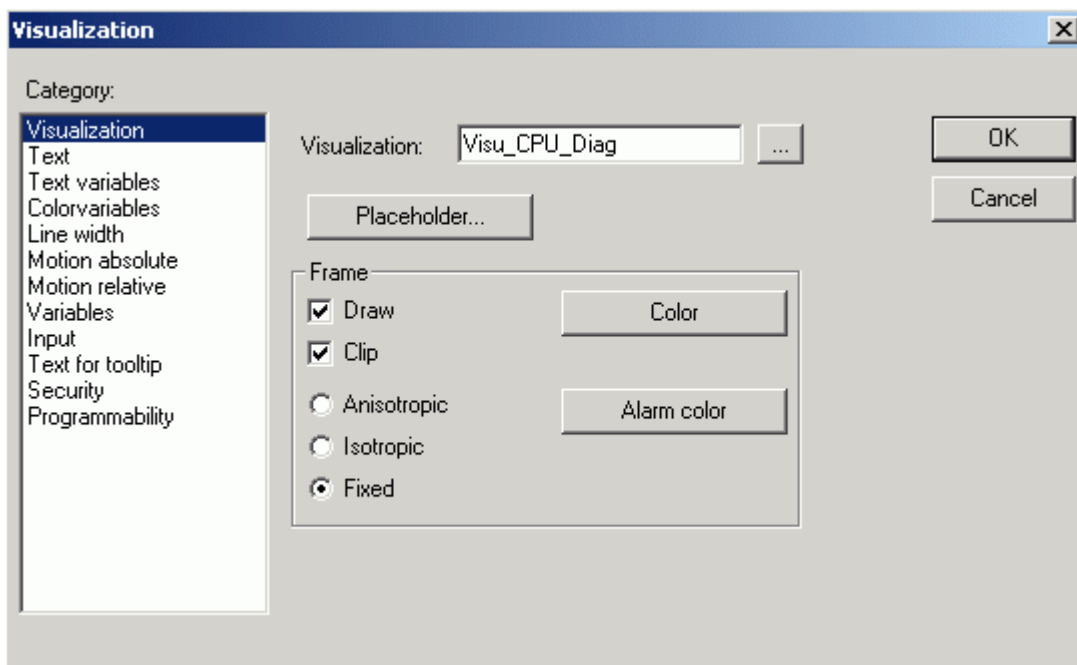 Visualization
Category:
Visualization
Text
Text variables
Colorvariables
Line width
Motion absolute
Motion relative
Variables
Input
Text for tooltip
Security
Programmability
Visualization:
Visu_CPU_Diag
...
Placeholder...
Frame
Draw
Clip
Anisotropic
Isotropic
Fixed
Color
Alarm color
OK
Cancel